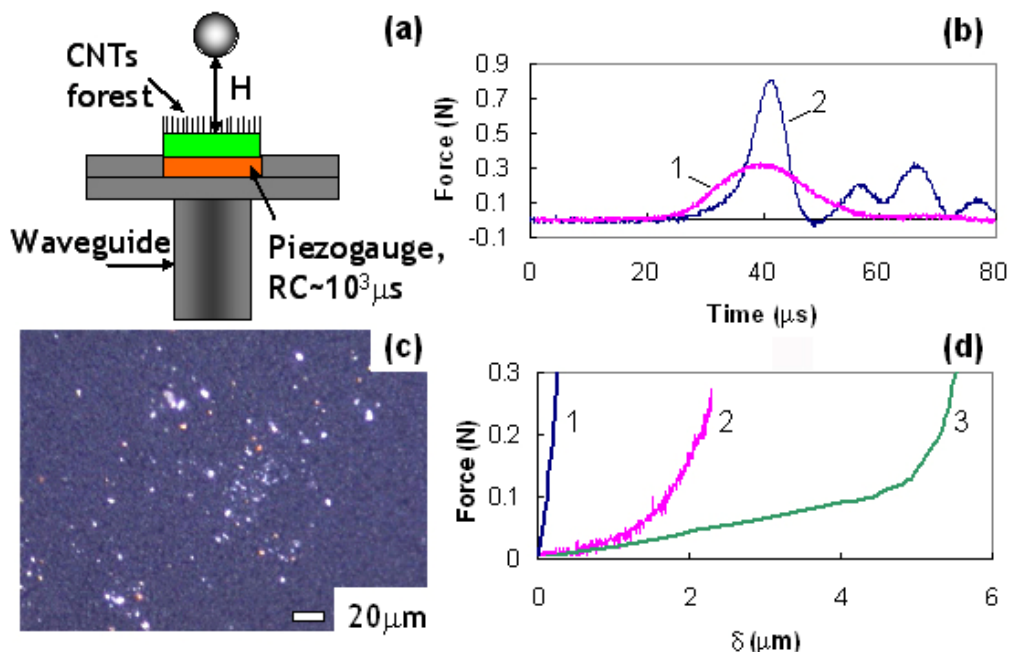 (a)
CNTs
forest
H
Waveguide
Piezogauge,
RC~10³μs
(b)
Force (N)
0.9
0.7
0.5
0.3
0.1
-0.1
1
2
0 20 40 60 80
Time (μs)
(c)
20μm
(d)
Force (N)
0.3
0.2
0.1
0
1
2
3
0 2 4 6
δ (μm)